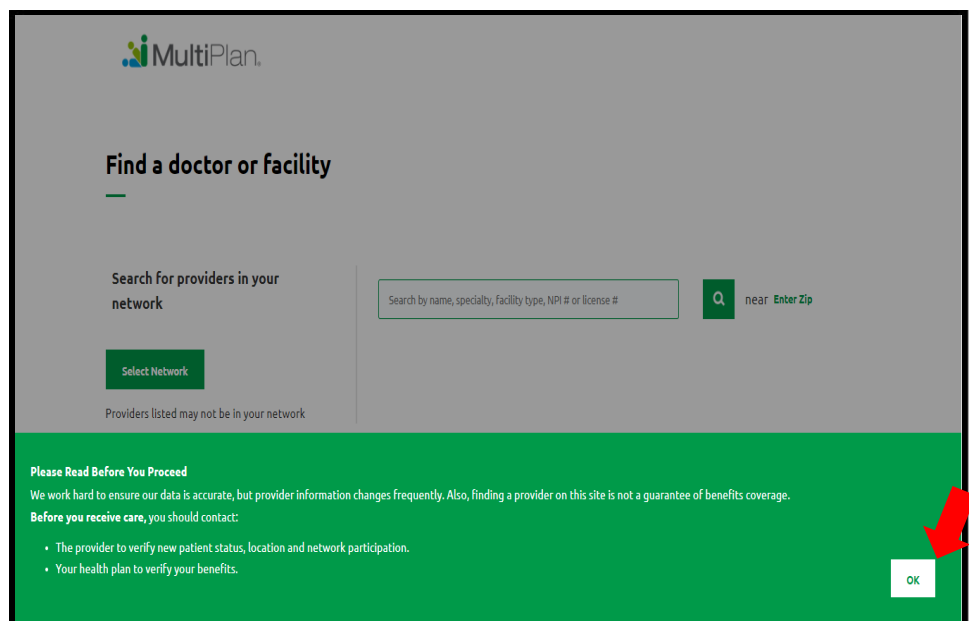 MultiPlan.
Find a doctor or facility
Search for providers in your
network
Search by name, specialty, facility type, NPI # or license #
near Enter Zip
Select Network
Providers listed may not be in your network
Please Read Before You Proceed
We work hard to ensure our data is accurate, but provider information changes frequently. Also, finding a provider on this site is not a guarantee of benefits coverage.
Before you receive care, you should contact:
• The provider to verify new patient status, location and network participation.
• Your health plan to verify your benefits.
OK